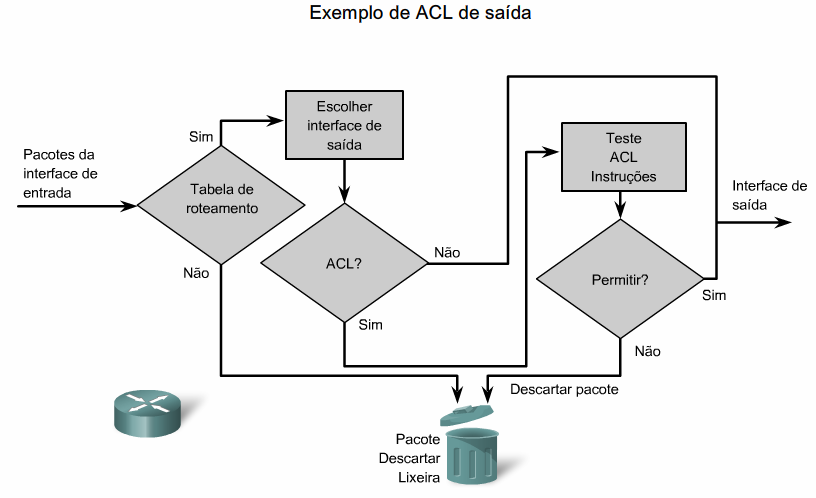 Exemplo de ACL de saída
Pacotes da
interface de
entrada
Tabela de
roteamento
Sim
Não
Escolher
interface de
saída
ACL?
Não
Sim
Teste
ACL
Instruções
Permitir?
Sim
Não
Interface de
saída
Descartar pacote
Pacote
Descartar
Lixeira